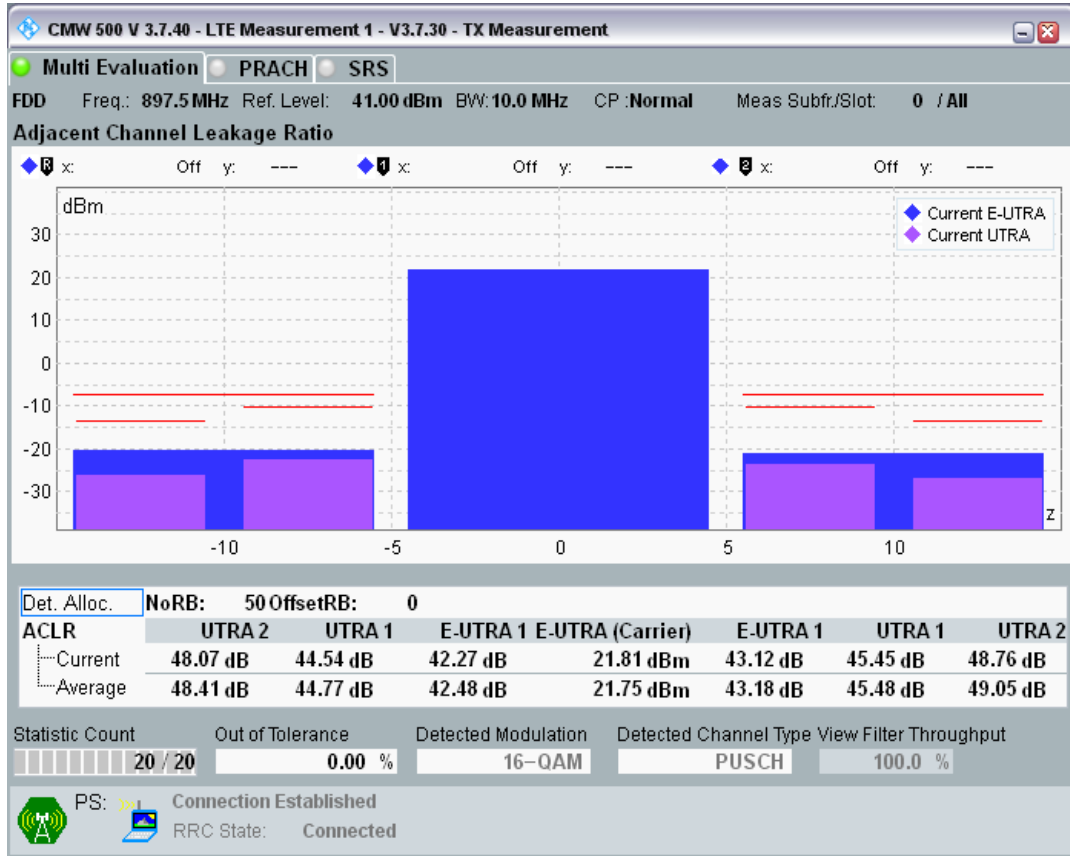 CMW 500 V 3.7.40 - LTE Measurement 1 - V3.7.30 - TX Measurement
Multi Evaluation PRACH SRS
FDD Freq.: 897.5 MHz Ref. Level: 41.00 dBm BW: 10.0 MHz CP :Normal Meas Subfr./Slot: 0 / All
Adjacent Channel Leakage Ratio
R x: Off y: --- 1 x: Off y: --- 2 x: Off y: ---
dBm
Current E-UTRA
Current UTRA
30
20
10
0
-10
-20
-30
z
-10 -5 0 5 10
Det. Alloc. NoRB: 50 OffsetRB: 0
ACLR UTRA 2 UTRA 1 E-UTRA 1 E-UTRA (Carrier) E-UTRA 1 UTRA 1 UTRA 2
Current 48.07 dB 44.54 dB 42.27 dB 21.81 dBm 43.12 dB 45.45 dB 48.76 dB
Average 48.41 dB 44.77 dB 42.48 dB 21.75 dBm 43.18 dB 45.48 dB 49.05 dB
Statistic Count Out of Tolerance Detected Modulation Detected Channel Type View Filter Throughput
20 / 20 0.00 % 16-QAM PUSCH 100.0 %
PS: Connection Established
RRC State: Connected